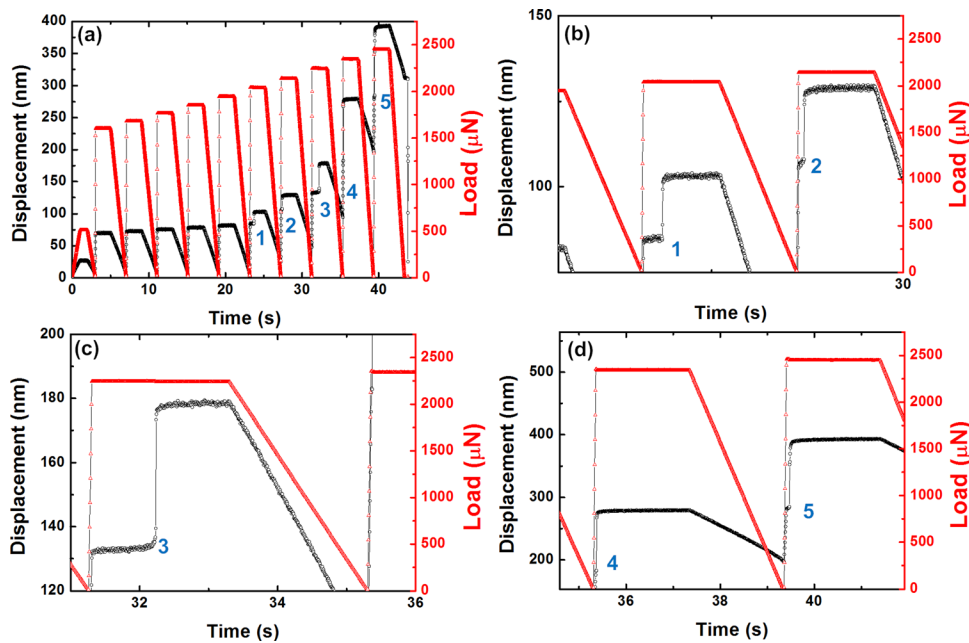 (a)
Displacement (nm)
400
350
300
250
200
150
100
50
0
0 10 20 30 40
Time (s)
2500
2000
1500
1000
500
0
Load (μN)
1
2
3
4
5
(b)
Displacement (nm)
150
100
30
Time (s)
2500
2000
1500
1000
500
0
Load (μN)
1
2
(c)
Displacement (nm)
200
180
160
140
120
32 34 36
Time (s)
2500
2000
1500
1000
500
0
Load (μN)
3
(d)
Displacement (nm)
500
400
300
200
36 38 40
Time (s)
2500
2000
1500
1000
500
0
Load (μN)
4
5